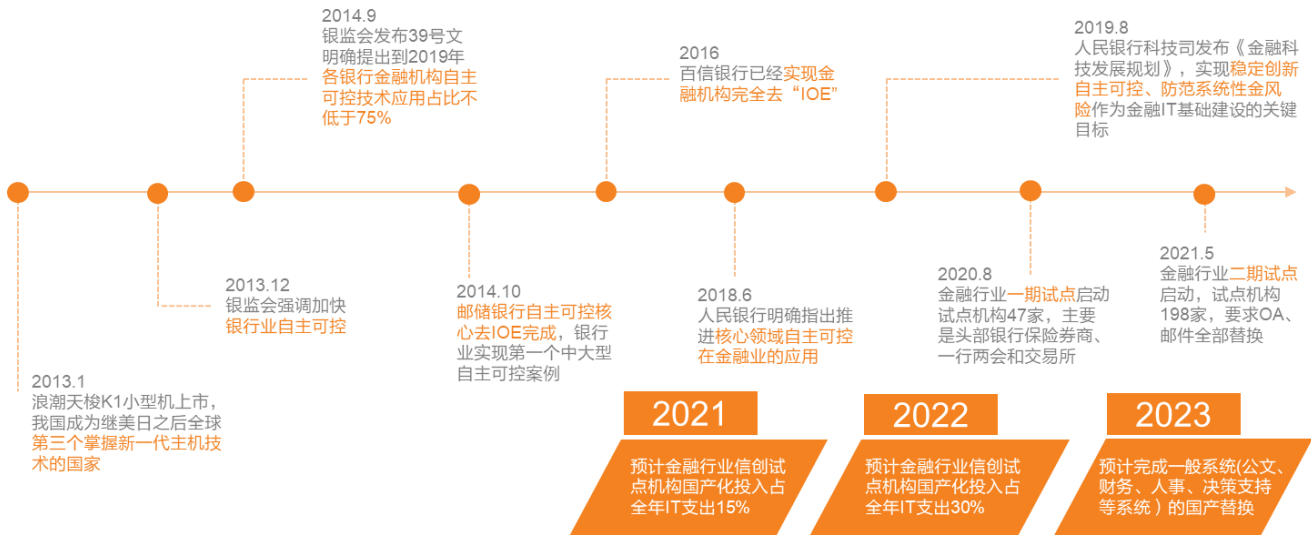 2014.9
银监会发布39号文
明确提出到2019年
各银行金融机构自主
可控技术应用占比不
低于75%
2016
百信银行已经实现金
融机构完全去“IOE”
2019.8
人民银行科技司发布《金融科
技发展规划》，实现稳定创新
自主可控、防范系统性金风
险作为金融IT基础建设的关键
目标
2013.1
浪潮天梭K1小型机上市，
我国成为继美日之后全球
第三个掌握新一代主机技
术的国家
2013.12
银监会强调加快
银行业自主可控
2014.10
邮储银行自主可控核
心去IOE完成，银行
业实现第一个中大型
自主可控案例
2018.6
人民银行明确指出推
进核心领域自主可控
在金融业的应用
2020.8
金融行业一期试点启动
试点机构47家，主要
是头部银行保险券商、
一行两会和交易所
2021.5
金融行业二期试点
启动，试点机构
198家，要求OA、
邮件全部替换
2021
预计金融行业信创试
点机构国产化投入占
全年IT支出15%
2022
预计金融行业信创试
点机构国产化投入占
全年IT支出30%
2023
预计完成一般系统(公文、
财务、人事、决策支持
等系统）的国产替换